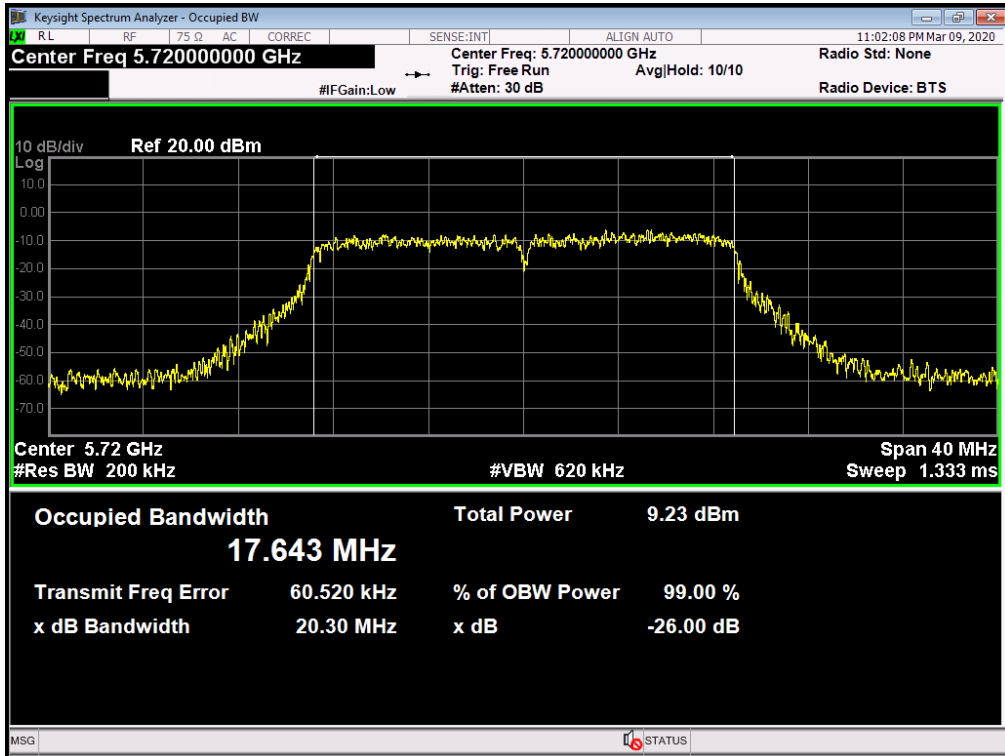 Keysight Spectrum Analyzer - Occupied BW
LXI RL RF 75 Ω AC CORREC SENSE:INT ALIGN AUTO 11:02:08 PM Mar 09, 2020
Center Freq 5.720000000 GHz Center Freq: 5.720000000 GHz Radio Std: None
Trig: Free Run Avg|Hold: 10/10
#IFGain:Low #Atten: 30 dB Radio Device: BTS
10 dB/div Ref 20.00 dBm
Log
10.0
0.00
-10.0
-20.0
-30.0
-40.0
-50.0
-60.0
-70.0
Center 5.72 GHz Span 40 MHz
#Res BW 200 kHz #VBW 620 kHz Sweep 1.333 ms
Occupied Bandwidth Total Power 9.23 dBm
17.643 MHz
Transmit Freq Error 60.520 kHz % of OBW Power 99.00 %
x dB Bandwidth 20.30 MHz x dB -26.00 dB
MSG STATUS